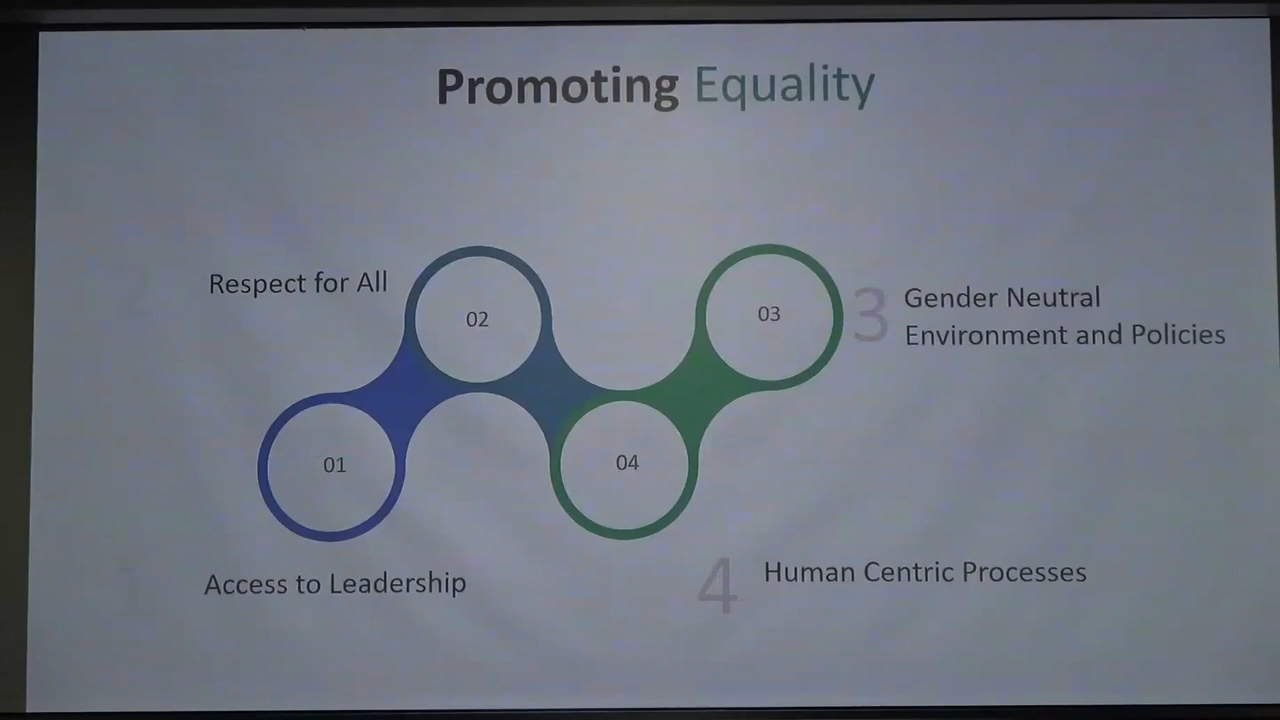 Promoting Equality
Respect for All
02
03
3
Gender Neutral
Environment and Policies
01
04
Access to Leadership
4
Human Centric Processes